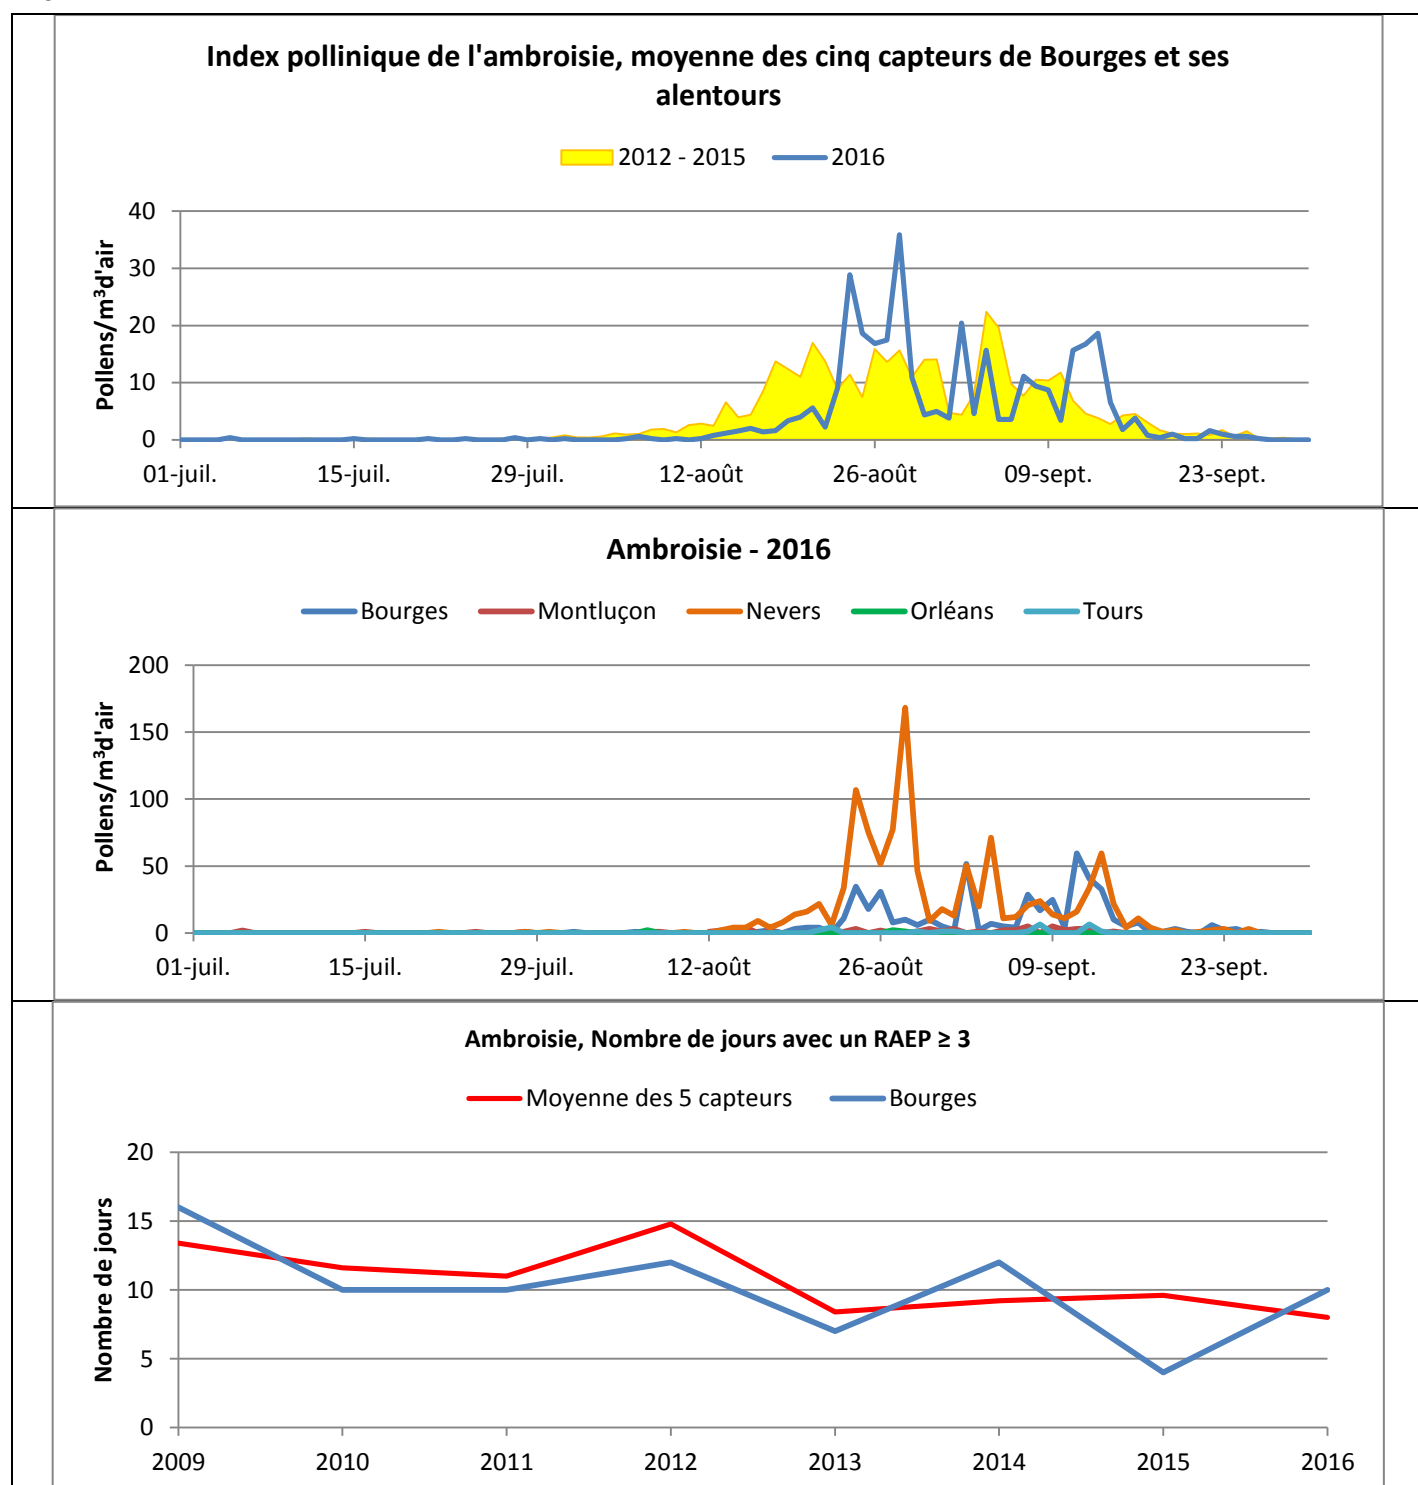 Index pollinique de l'ambroisie, moyenne des cinq capteurs de Bourges et ses
alentours
2012 - 2015 2016
Pollens/m³d'air
40
30
20
10
0
01-juil. 15-juil. 29-juil. 12-août 26-août 09-sept. 23-sept.
Ambroisie - 2016
Bourges Montluçon Nevers Orléans Tours
Pollens/m³d'air
200
150
100
50
0
01-juil. 15-juil. 29-juil. 12-août 26-août 09-sept. 23-sept.
Ambroisie, Nombre de jours avec un RAEP ≥ 3
Moyenne des 5 capteurs Bourges
Nombre de jours
20
15
10
5
0
2009 2010 2011 2012 2013 2014 2015 2016